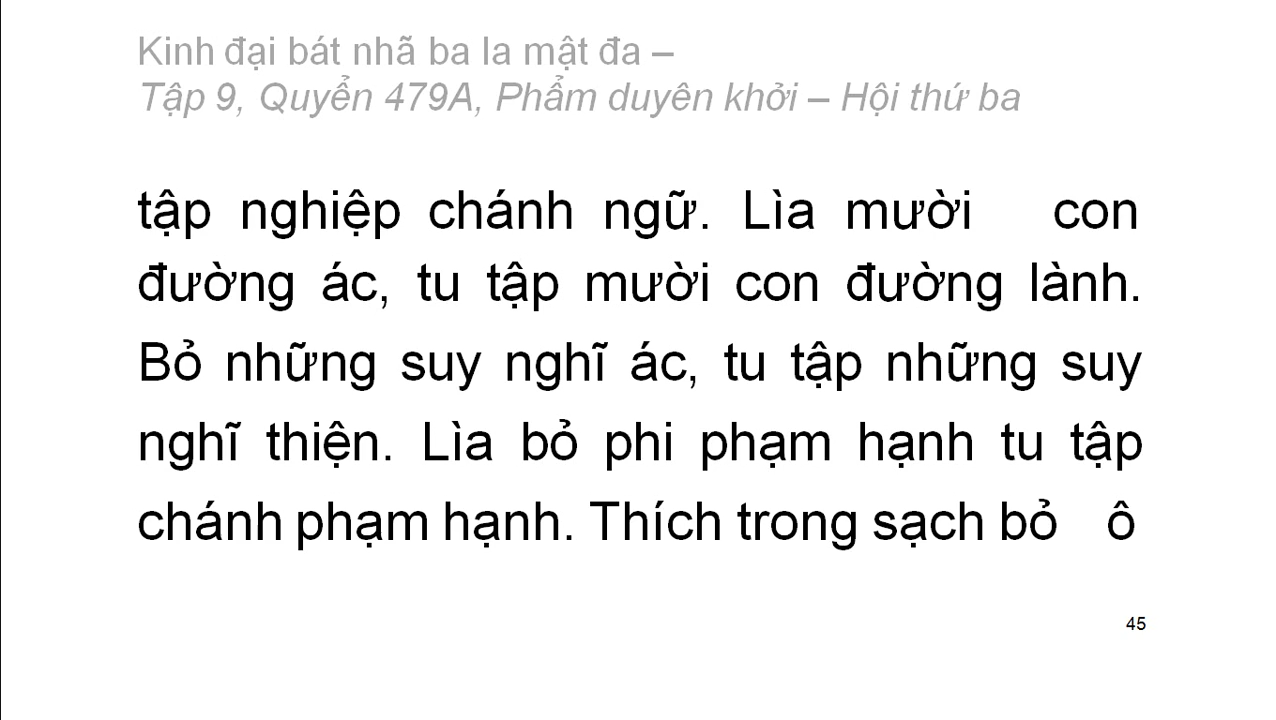 Kinh đại bát nhã ba la mật đa –
Tập 9, Quyển 479A, Phẩm duyên khởi – Hội thứ ba
tập nghiệp chánh ngữ. Lìa mười con
đường ác, tu tập mười con đường lành.
Bỏ những suy nghĩ ác, tu tập những suy
nghĩ thiện. Lìa bỏ phi phạm hạnh tu tập
chánh phạm hạnh. Thích trong sạch bỏ ô
45